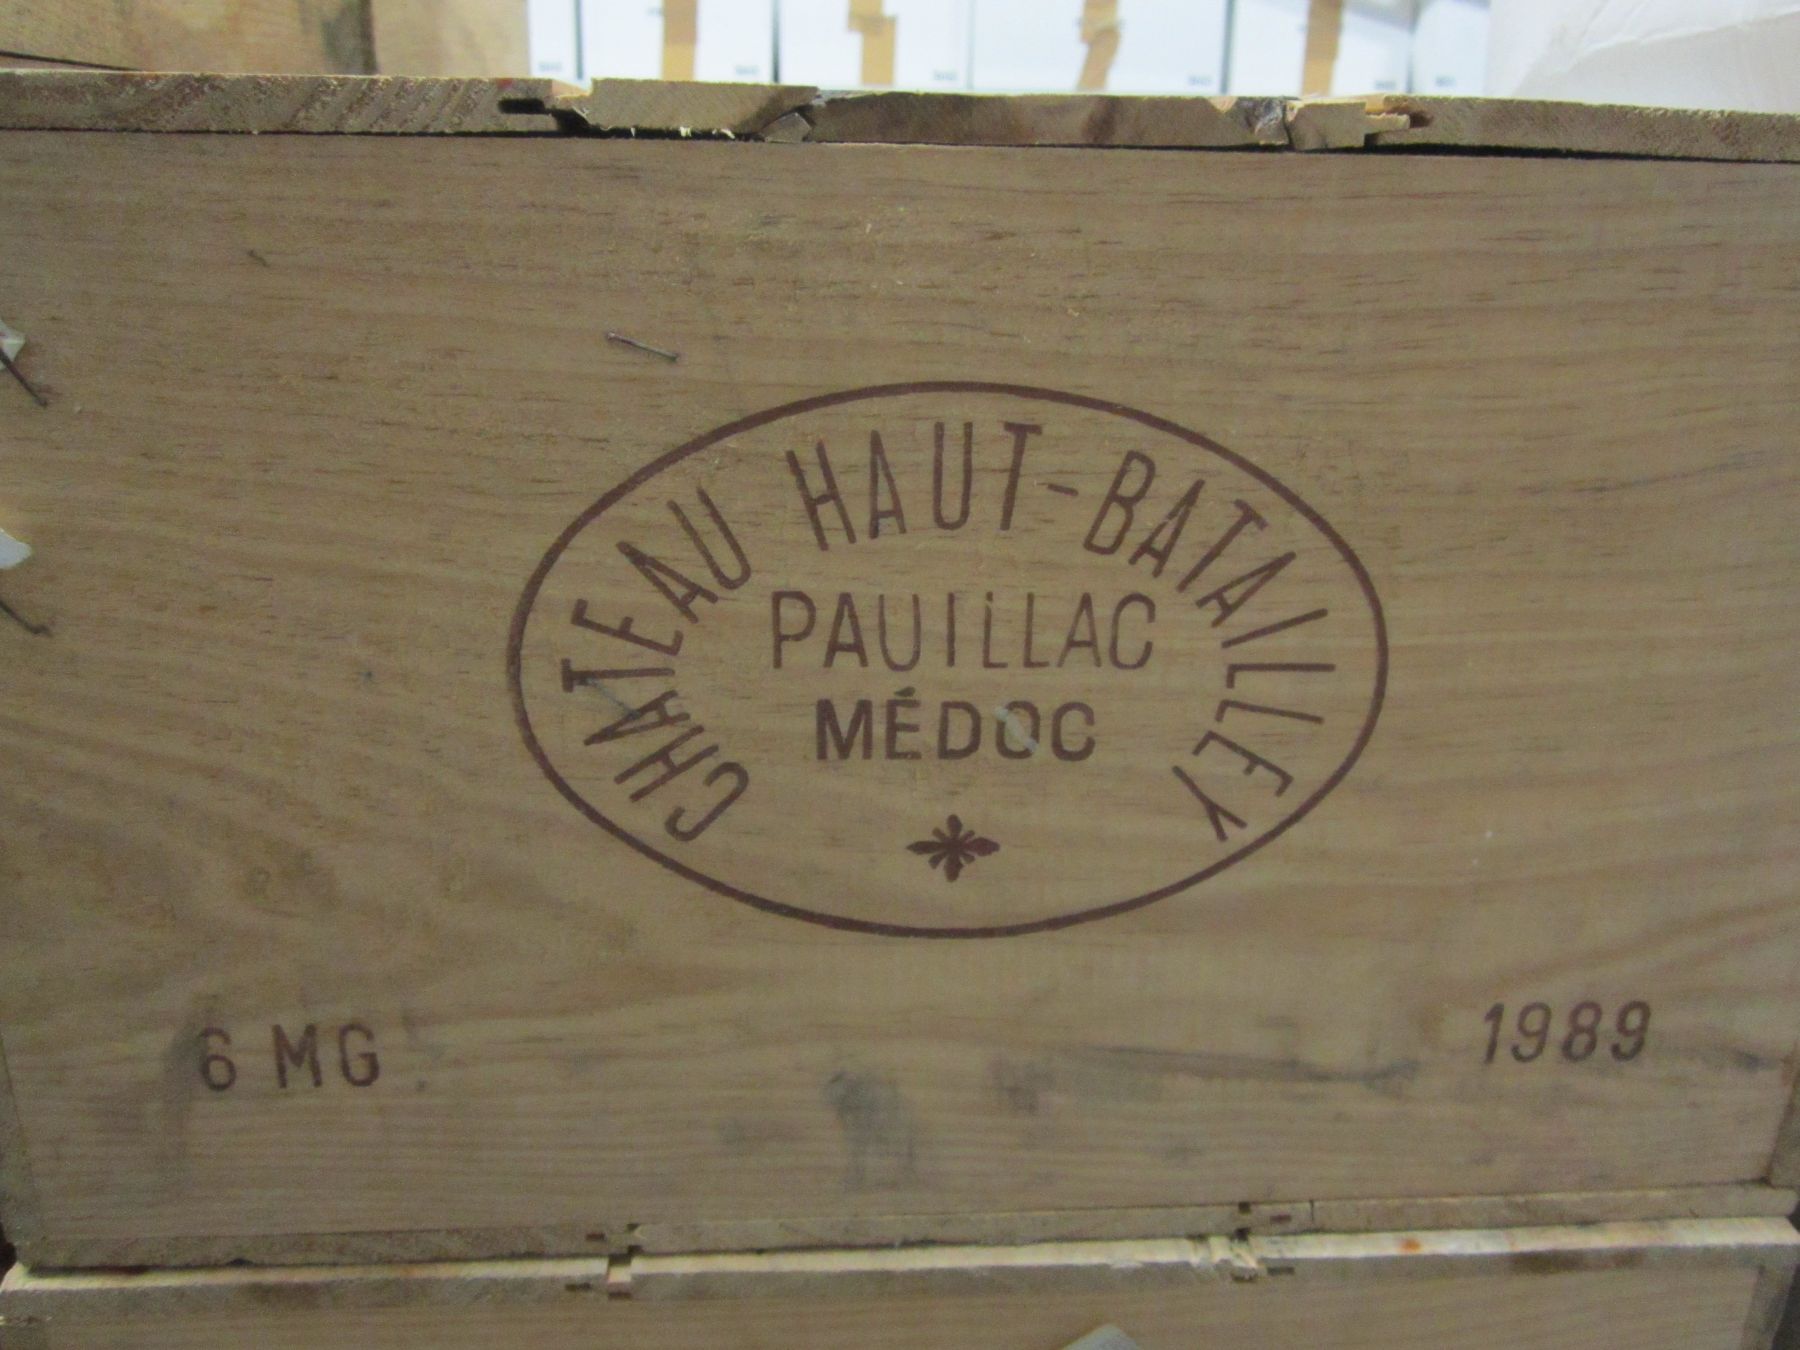 CHATEAU HAUT-BATAILLEY
PAUILLAC
MÉDOC
6 MG
1989